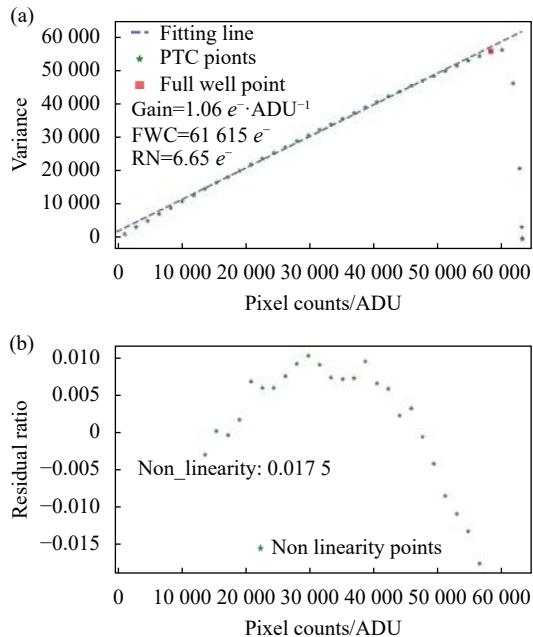 (a)
60 000
50 000
40 000
30 000
20 000
10 000
0
Variance
Fitting line
PTC pionts
Full well point
Gain=1.06 e⁻·ADU⁻¹
FWC=61 615 e⁻
RN=6.65 e⁻
0 10 000 20 000 30 000 40 000 50 000 60 000
Pixel counts/ADU
(b)
0.010
0.005
0
−0.005
−0.010
−0.015
Residual ratio
Non_linearity: 0.017 5
Non linearity points
0 10 000 20 000 30 000 40 000 50 000 60 000
Pixel counts/ADU